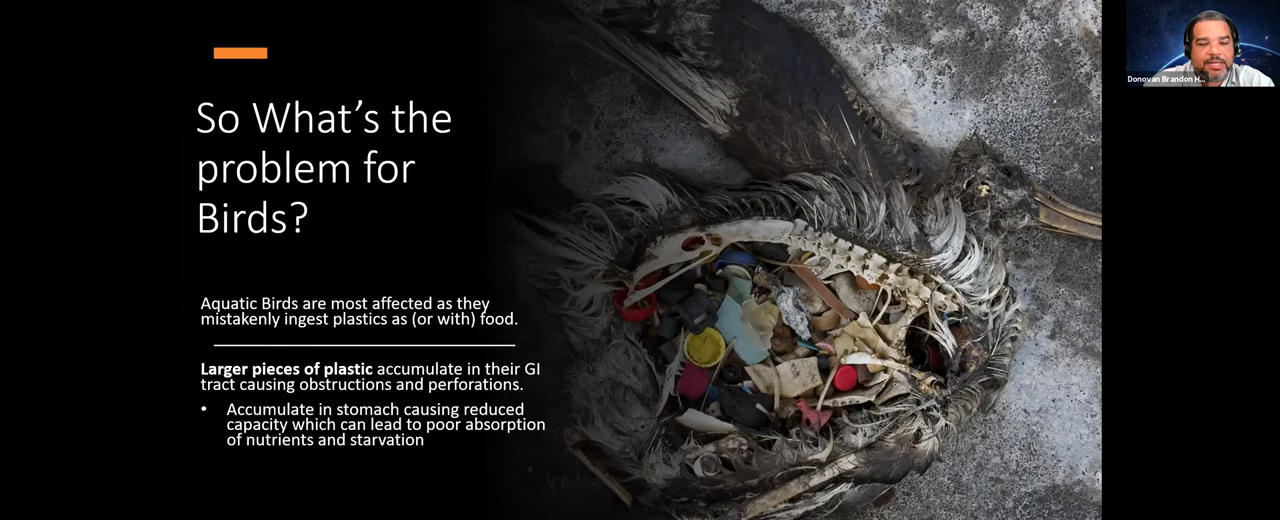 So What's the
problem for
Birds?
Aquatic Birds are most affected as they
mistakenly ingest plastics as (or with) food.
Larger pieces of plastic accumulate in their GI
tract causing obstructions and perforations.
• Accumulate in stomach causing reduced
capacity which can lead to poor absorption
of nutrients and starvation
Donovan Brandon H...